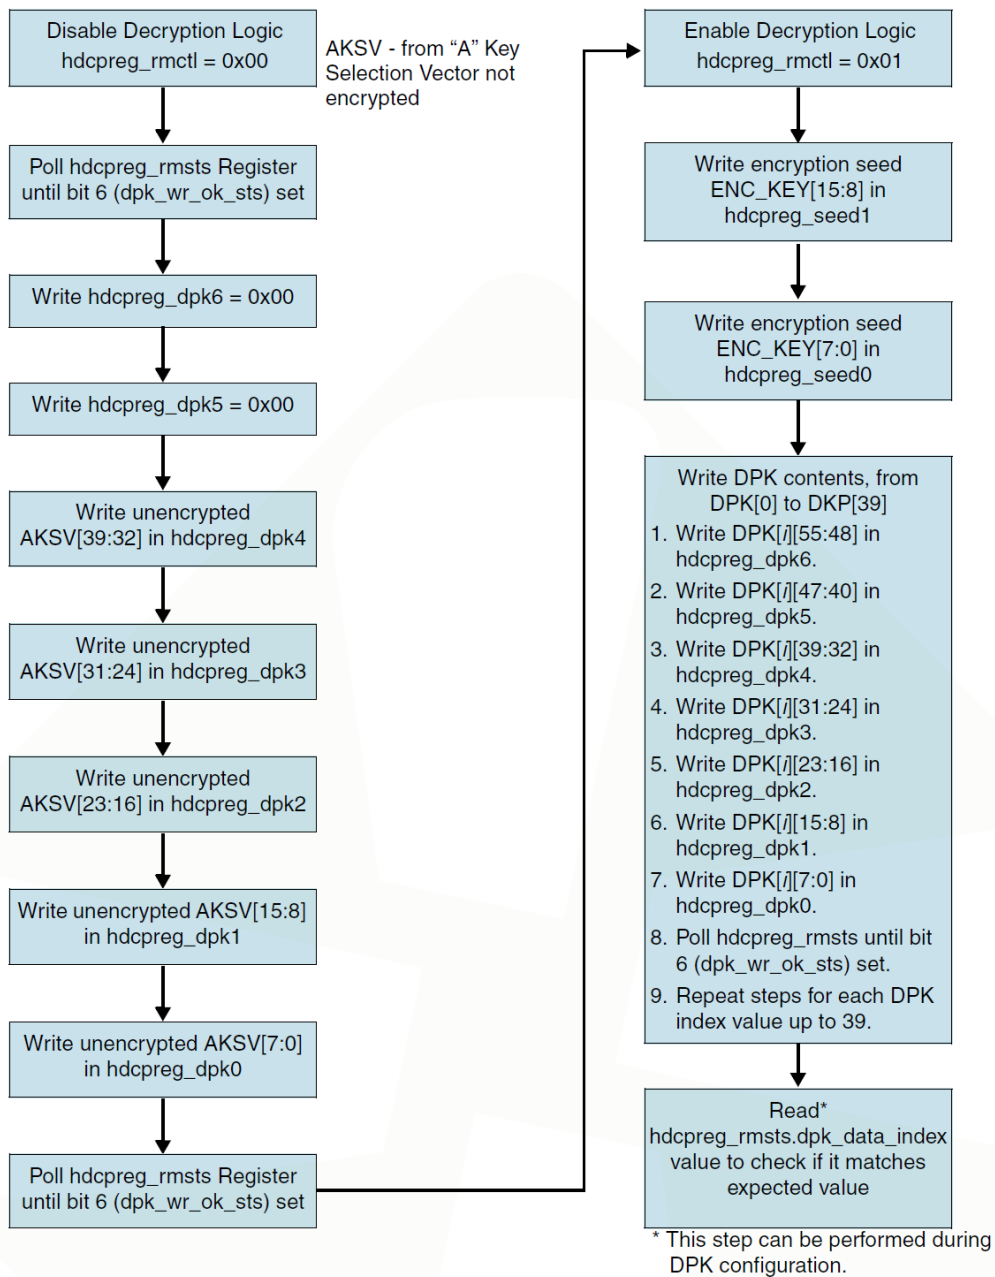 Disable Decryption Logic
hdcpreg_rmctl = 0x00
AKSV - from “A” Key
Selection Vector not
encrypted
Poll hdcpreg_rmsts Register
until bit 6 (dpk_wr_ok_sts) set
Write hdcpreg_dpk6 = 0x00
Write hdcpreg_dpk5 = 0x00
Write unencrypted
AKSV[39:32] in hdcpreg_dpk4
Write unencrypted
AKSV[31:24] in hdcpreg_dpk3
Write unencrypted
AKSV[23:16] in hdcpreg_dpk2
Write unencrypted AKSV[15:8]
in hdcpreg_dpk1
Write unencrypted AKSV[7:0]
in hdcpreg_dpk0
Poll hdcpreg_rmsts Register
until bit 6 (dpk_wr_ok_sts) set
Enable Decryption Logic
hdcpreg_rmctl = 0x01
Write encryption seed
ENC_KEY[15:8] in
hdcpreg_seed1
Write encryption seed
ENC_KEY[7:0] in
hdcpreg_seed0
Write DPK contents, from
DPK[0] to DKP[39]
1. Write DPK[i][55:48] in
hdcpreg_dpk6.
2. Write DPK[i][47:40] in
hdcpreg_dpk5.
3. Write DPK[i][39:32] in
hdcpreg_dpk4.
4. Write DPK[i][31:24] in
hdcpreg_dpk3.
5. Write DPK[i][23:16] in
hdcpreg_dpk2.
6. Write DPK[i][15:8] in
hdcpreg_dpk1.
7. Write DPK[i][7:0] in
hdcpreg_dpk0.
8. Poll hdcpreg_rmsts until bit
6 (dpk_wr_ok_sts) set.
9. Repeat steps for each DPK
index value up to 39.
Read*
hdcpreg_rmsts.dpk_data_index
value to check if it matches
expected value
* This step can be performed during
DPK configuration.